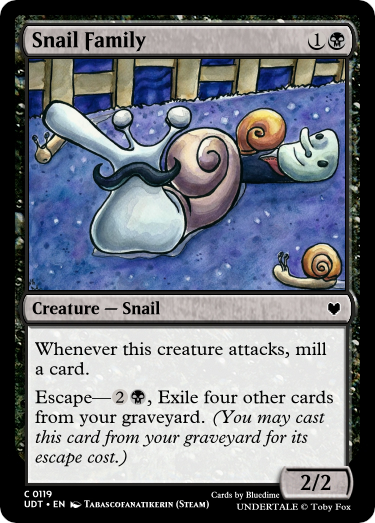 Snail Family 1
Creature — Snail
Whenever this creature attacks, mill
a card.
Escape—2, Exile four other cards
from your graveyard. (You may cast
this card from your graveyard for its
escape cost.)
2/2
C 0119
Cards by Bluedime
UDT • EN Tabascofanatikerin (Steam)
UNDERTALE © Toby Fox